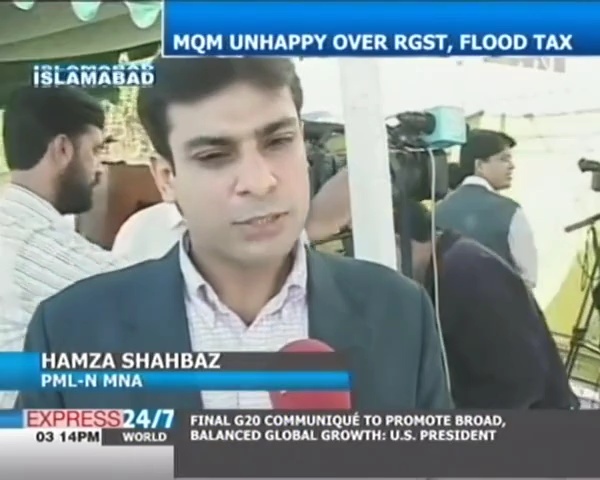 MQM UNHAPPY OVER RGST, FLOOD TAX
ISLAMABAD
HAMZA SHAHBAZ
PML-N MNA
EXPRESS 24/7
03 14PM WORLD
FINAL G20 COMMUNIQUÉ TO PROMOTE BROAD,
BALANCED GLOBAL GROWTH: U.S. PRESIDENT